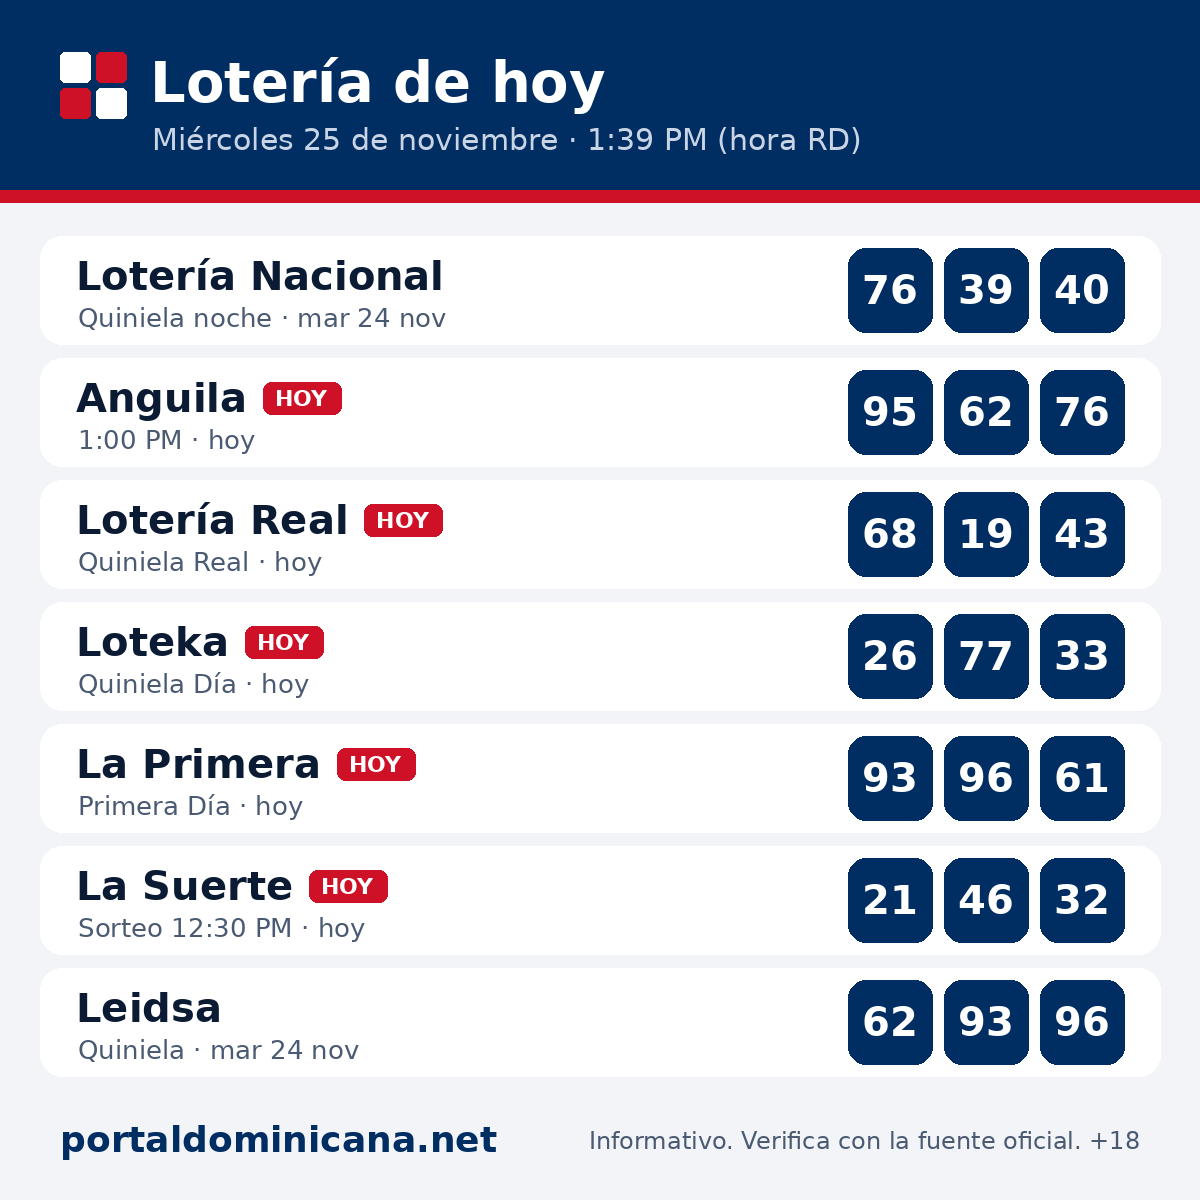 Lotería de hoy
Miércoles 25 de noviembre · 1:39 PM (hora RD)
Lotería Nacional
Quiniela noche · mar 24 nov
76 39 40
Anguila HOY
1:00 PM · hoy
95 62 76
Lotería Real HOY
Quiniela Real · hoy
68 19 43
Loteka HOY
Quiniela Día · hoy
26 77 33
La Primera HOY
Primera Día · hoy
93 96 61
La Suerte HOY
Sorteo 12:30 PM · hoy
21 46 32
Leidsa
Quiniela · mar 24 nov
62 93 96
portaldominicana.net
Informativo. Verifica con la fuente oficial. +18